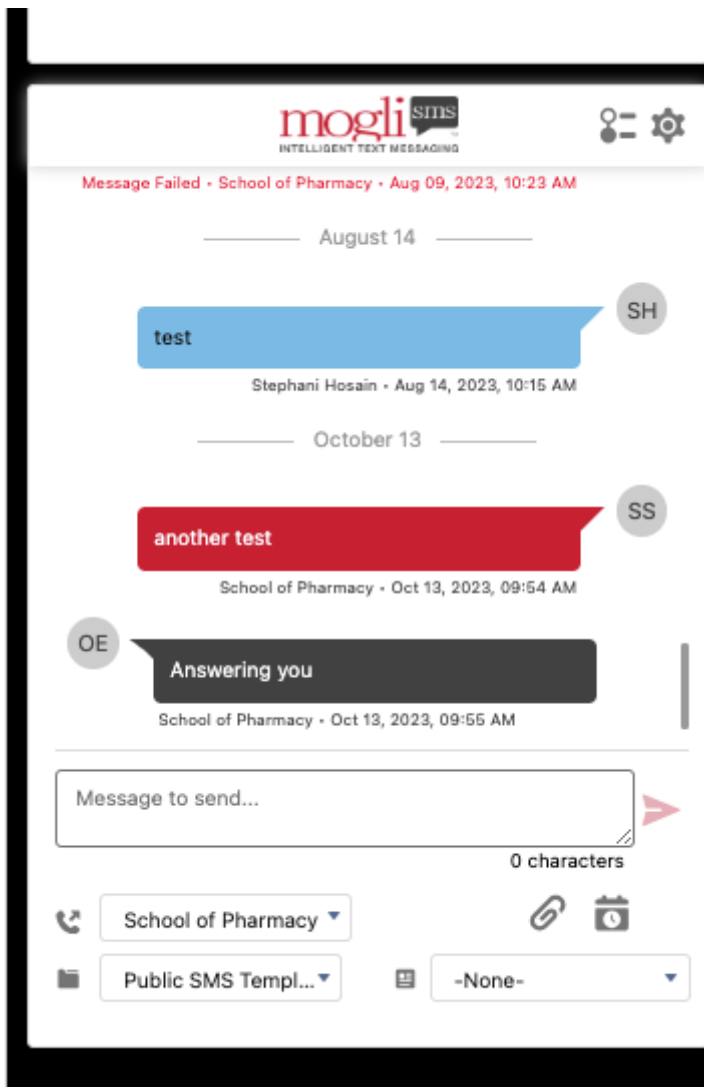 mogli sms
INTELLIGENT TEXT MESSAGING
Message Failed • School of Pharmacy • Aug 09, 2023, 10:23 AM
August 14
SH
test
Stephani Hosain • Aug 14, 2023, 10:15 AM
October 13
SS
another test
School of Pharmacy • Oct 13, 2023, 09:54 AM
OE
Answering you
School of Pharmacy • Oct 13, 2023, 09:55 AM
Message to send...
0 characters
School of Pharmacy
Public SMS Templ... -None-